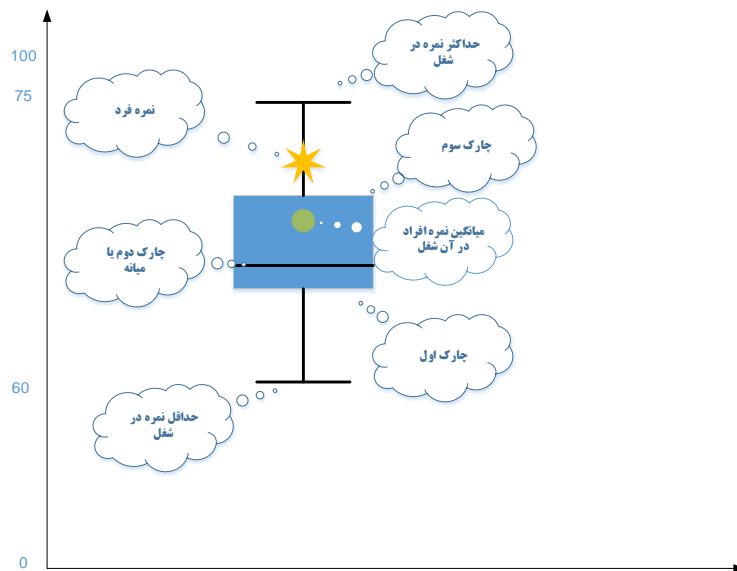 حداکثر نمره در
شغل
100
75
نمره فرد
چارک سوم
میانگین نمره افراد
در آن شغل
چارک دوم یا
میانه
چارک اول
60
حداقل نمره در
شغل
0